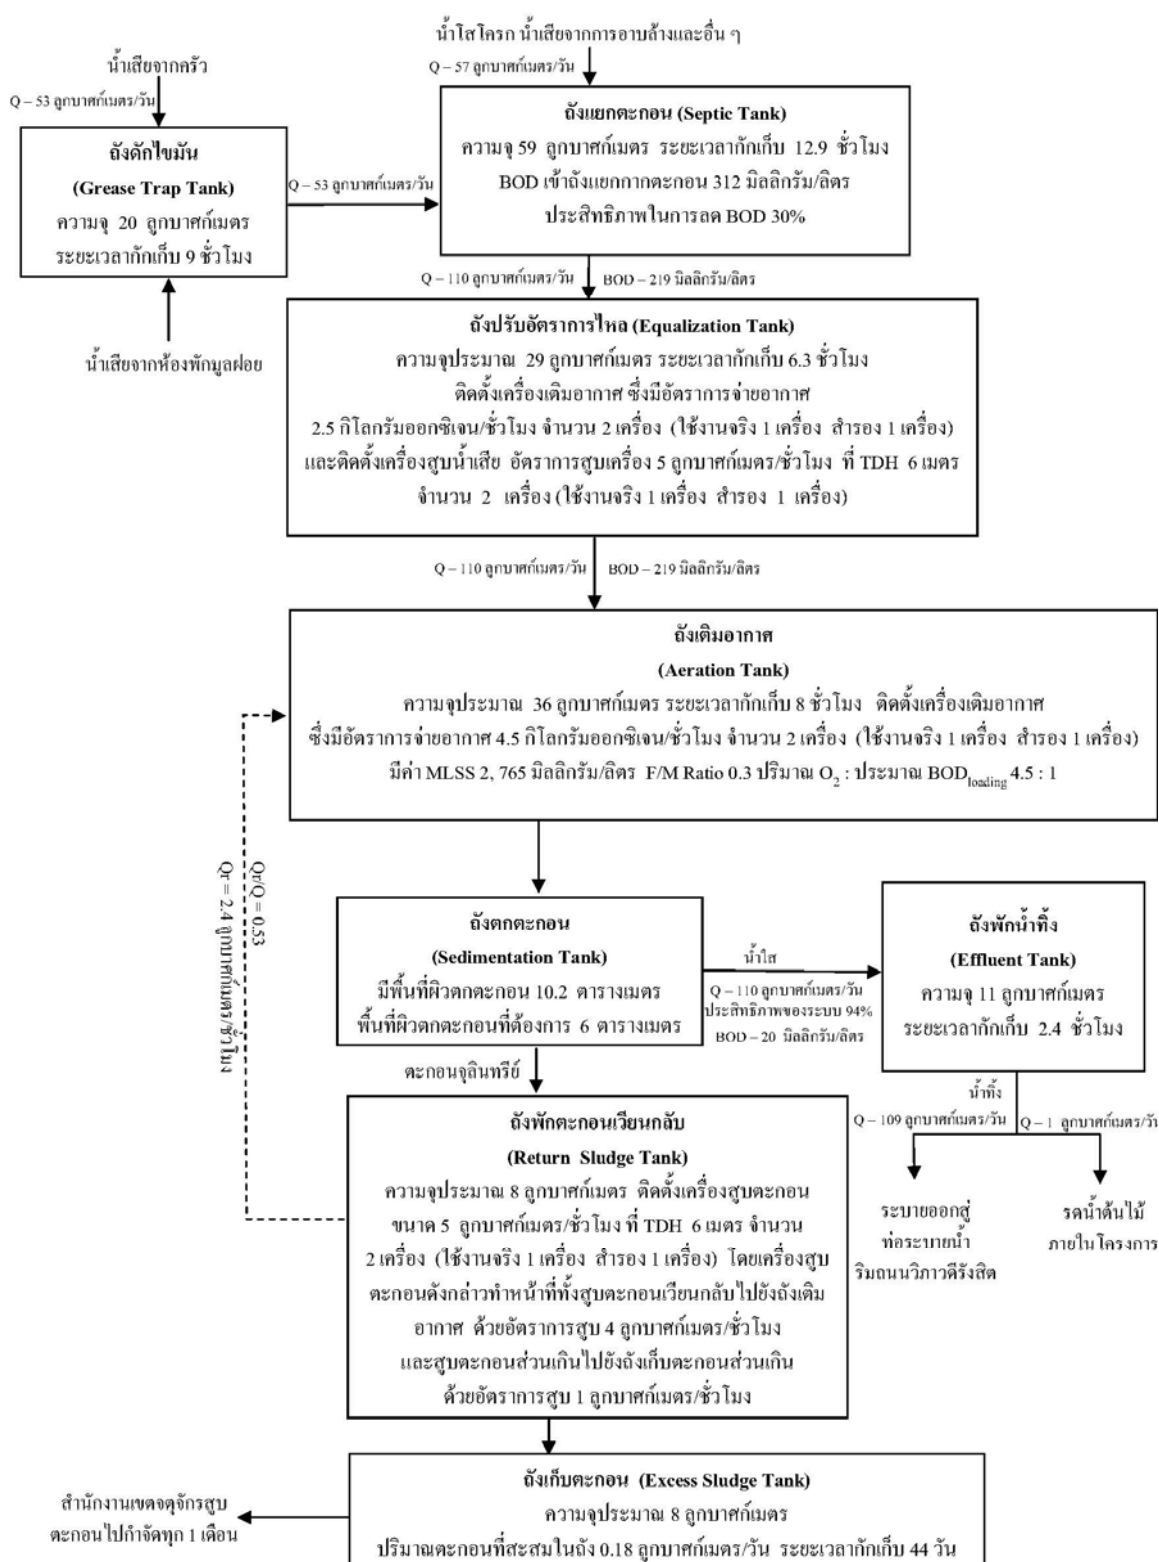 น้ำโสโครก น้ำเสียจากการอาบล้างและอื่น ๆ
Q – 57 ลูกบาศก์เมตร/วัน
น้ำเสียจากครัว
Q – 53 ลูกบาศก์เมตร/วัน
ถังดักไขมัน
(Grease Trap Tank)
ความจุ 20 ลูกบาศก์เมตร
ระยะเวลากักเก็บ 9 ชั่วโมง
น้ำเสียจากห้องพักมูลฝอย
Q – 53 ลูกบาศก์เมตร/วัน
ถังแยกตะกอน (Septic Tank)
ความจุ 59 ลูกบาศก์เมตร ระยะเวลากักเก็บ 12.9 ชั่วโมง
BOD เข้าถังแยกกากตะกอน 312 มิลลิกรัม/ลิตร
ประสิทธิภาพในการลด BOD 30%
Q – 110 ลูกบาศก์เมตร/วัน BOD – 219 มิลลิกรัม/ลิตร
ถังปรับอัตราการไหล (Equalization Tank)
ความจุประมาณ 29 ลูกบาศก์เมตร ระยะเวลากักเก็บ 6.3 ชั่วโมง
ติดตั้งเครื่องเติมอากาศ ซึ่งมีอัตราการจ่ายอากาศ
2.5 กิโลกรัมออกซิเจน/ชั่วโมง จำนวน 2 เครื่อง (ใช้งานจริง 1 เครื่อง สำรอง 1 เครื่อง)
และติดตั้งเครื่องสูบน้ำเสีย อัตราการสูบเครื่อง 5 ลูกบาศก์เมตร/ชั่วโมง ที่ TDH 6 เมตร
จำนวน 2 เครื่อง (ใช้งานจริง 1 เครื่อง สำรอง 1 เครื่อง)
Q – 110 ลูกบาศก์เมตร/วัน BOD – 219 มิลลิกรัม/ลิตร
ถังเติมอากาศ
(Aeration Tank)
ความจุประมาณ 36 ลูกบาศก์เมตร ระยะเวลากักเก็บ 8 ชั่วโมง ติดตั้งเครื่องเติมอากาศ
ซึ่งมีอัตราการจ่ายอากาศ 4.5 กิโลกรัมออกซิเจน/ชั่วโมง จำนวน 2 เครื่อง (ใช้งานจริง 1 เครื่อง สำรอง 1 เครื่อง)
มีค่า MLSS 2, 765 มิลลิกรัม/ลิตร F/M Ratio 0.3 ปริมาณ O2 : ประมาณ BODloading 4.5 : 1
Qr/Q = 0.53
Qr = 2.4 ลูกบาศก์เมตร/ชั่วโมง
ถังตกตะกอน
(Sedimentation Tank)
มีพื้นที่ผิวตกตะกอน 10.2 ตารางเมตร
พื้นที่ผิวตกตะกอนที่ต้องการ 6 ตารางเมตร
น้ำใส
Q – 110 ลูกบาศก์เมตร/วัน
ประสิทธิภาพของระบบ 94%
BOD – 20 มิลลิกรัม/ลิตร
ถังพักน้ำทิ้ง
(Effluent Tank)
ความจุ 11 ลูกบาศก์เมตร
ระยะเวลากักเก็บ 2.4 ชั่วโมง
น้ำทิ้ง
Q – 109 ลูกบาศก์เมตร/วัน Q – 1 ลูกบาศก์เมตร/วัน
ระบายออกสู่
ท่อระบายน้ำ
ริมถนนวิภาวดีรังสิต
รดน้ำต้นไม้
ภายในโครงการ
ตะกอนจุลินทรีย์
ถังพักตะกอนเวียนกลับ
(Return Sludge Tank)
ความจุประมาณ 8 ลูกบาศก์เมตร ติดตั้งเครื่องสูบตะกอน
ขนาด 5 ลูกบาศก์เมตร/ชั่วโมง ที่ TDH 6 เมตร จำนวน
2 เครื่อง (ใช้งานจริง 1 เครื่อง สำรอง 1 เครื่อง) โดยเครื่องสูบ
ตะกอนดังกล่าวทำหน้าที่ทั้งสูบตะกอนเวียนกลับไปยังถังเติม
อากาศ ด้วยอัตราการสูบ 4 ลูกบาศก์เมตร/ชั่วโมง
และสูบตะกอนส่วนเกินไปยังถังเก็บตะกอนส่วนเกิน
ด้วยอัตราการสูบ 1 ลูกบาศก์เมตร/ชั่วโมง
ถังเก็บตะกอน (Excess Sludge Tank)
ความจุประมาณ 8 ลูกบาศก์เมตร
ปริมาณตะกอนที่สะสมในถัง 0.18 ลูกบาศก์เมตร/วัน ระยะเวลากักเก็บ 44 วัน
สำนักงานเขตจตุจักรสูบ
ตะกอนไปกำจัดทุก 1 เดือน